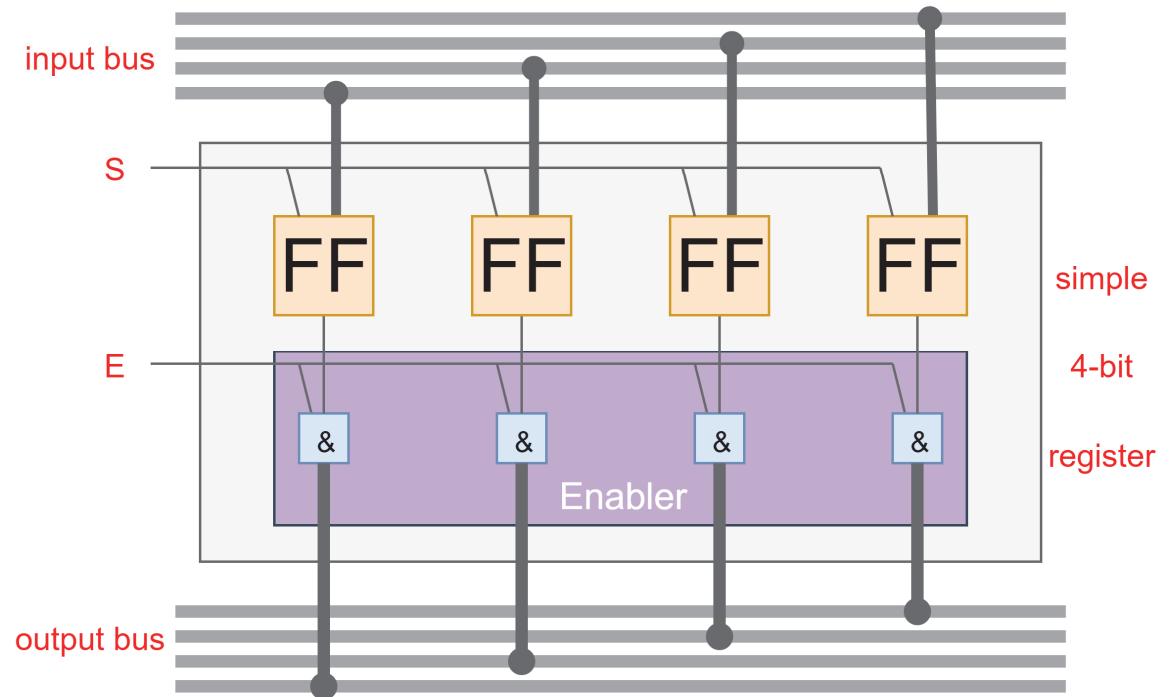 input bus
S
FF FF FF FF
simple
E
4-bit
& & & &
register
Enabler
output bus